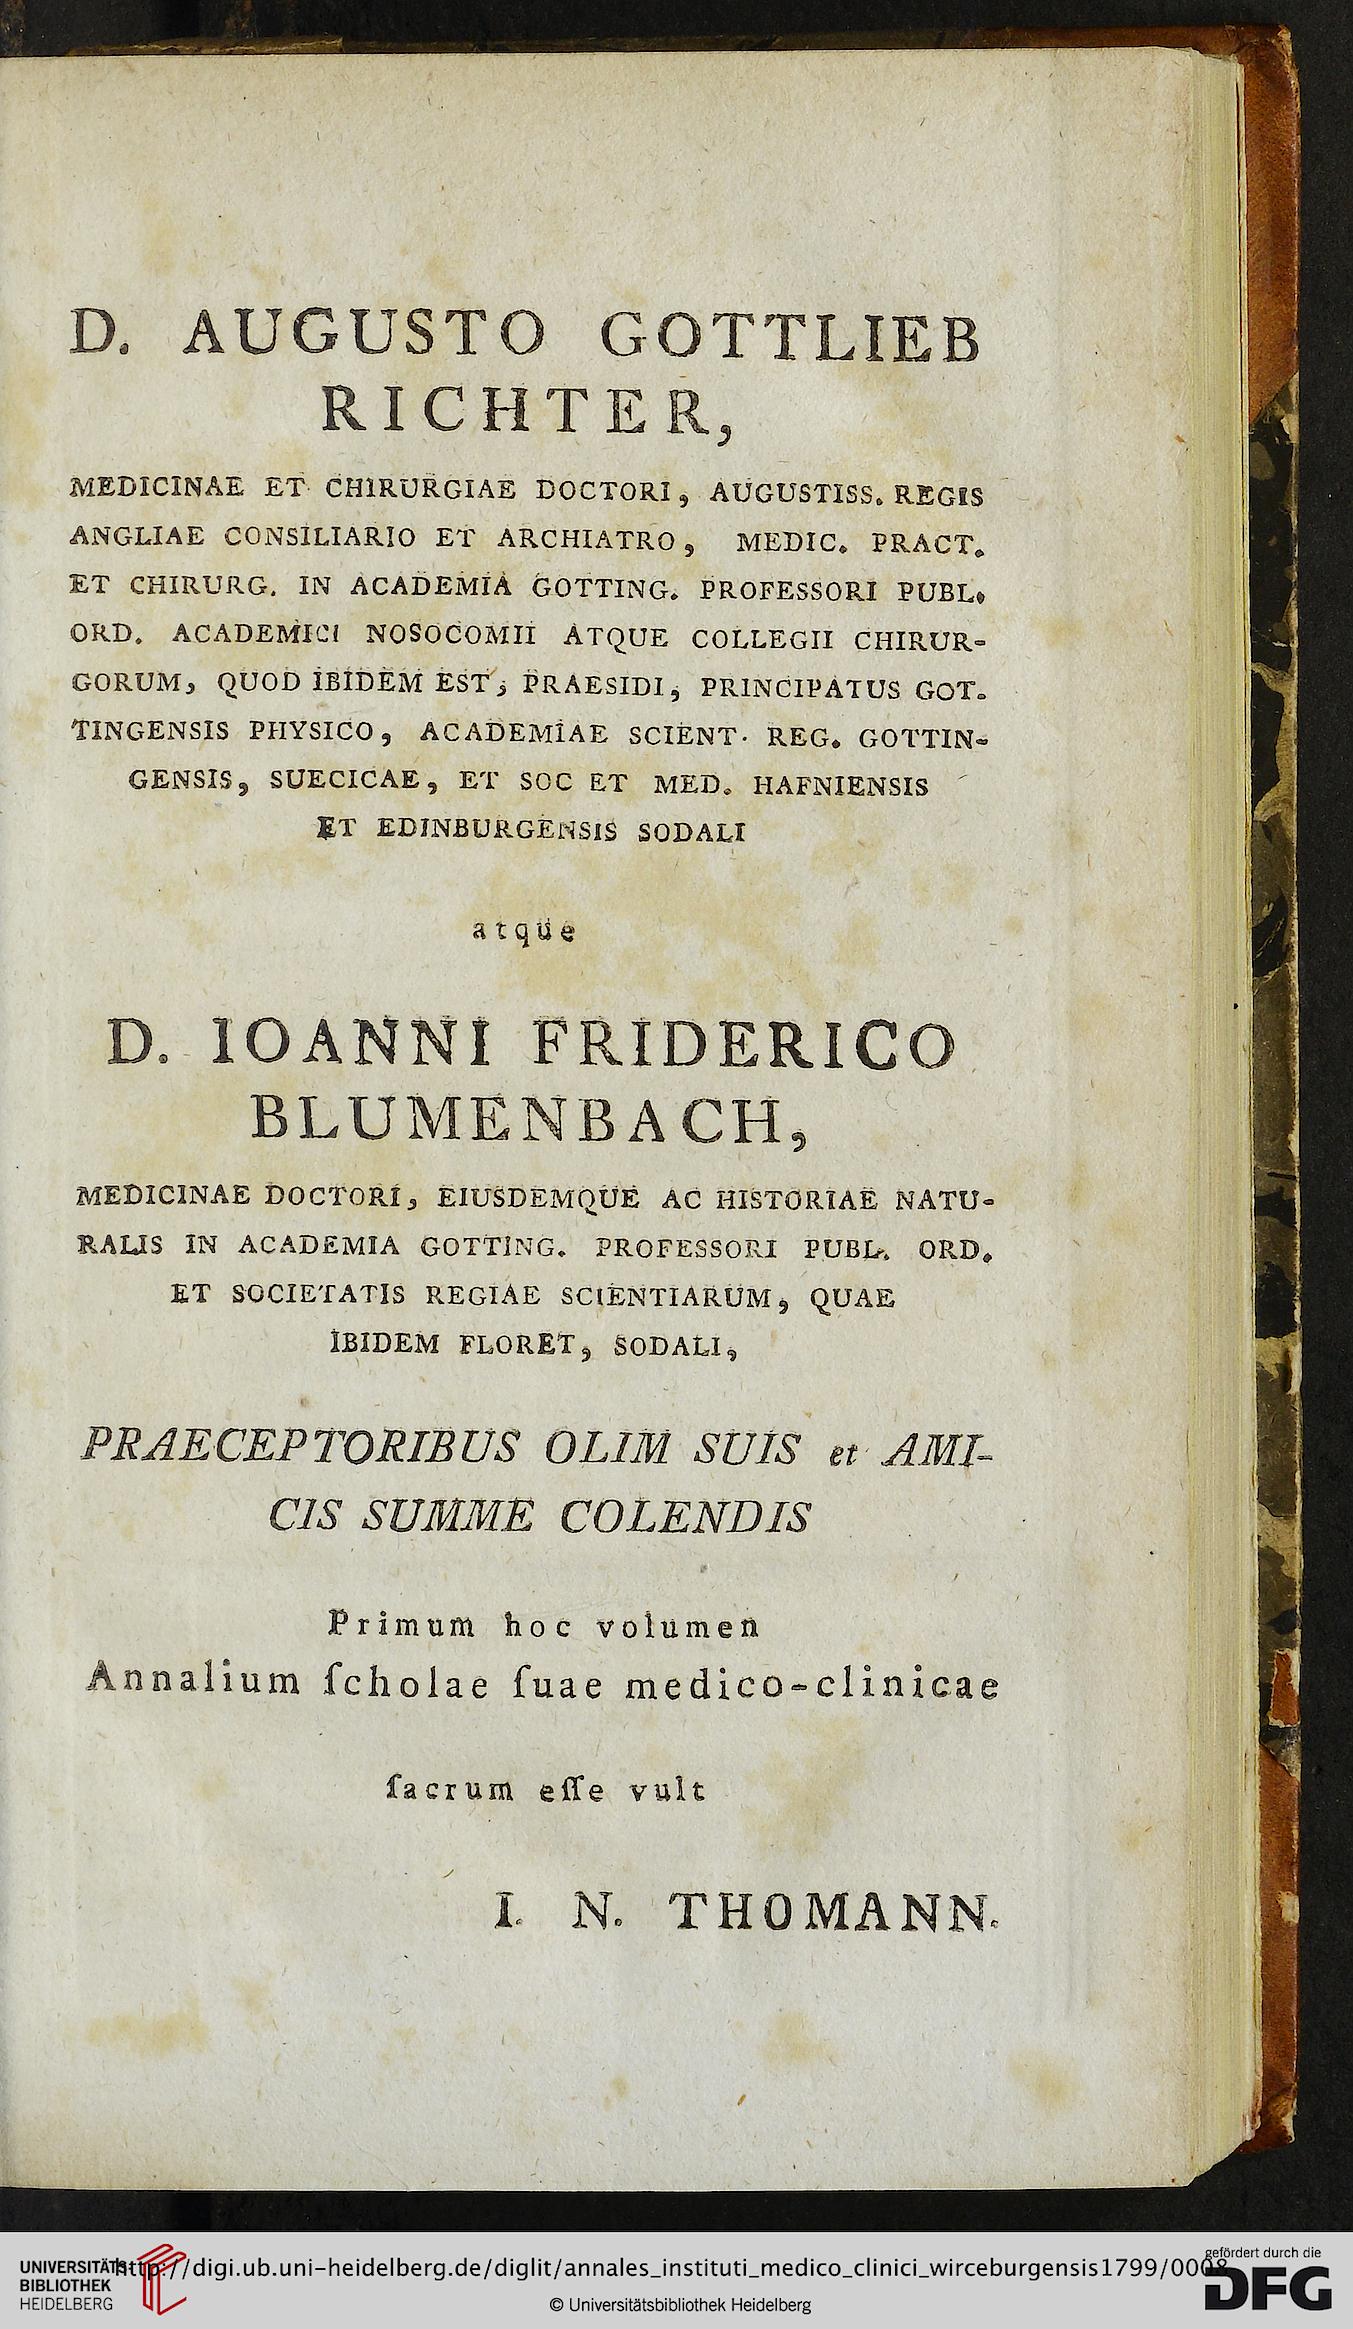 D. AUGUSTO GOTTLIEB
RICHTER,
MEDICINAE ET CHIRURGIAE DOCTORI, AUGUSTISS. REGIS
ANGLIAE CONSILIARIO ET ARCHIATRO, MEDIC. PRACT.
ET CHIRURG. IN ACADEMIA GOTTING. PROFESSORI PUBL.
ORD. ACADEMICI NOSOCOMII ATQUE COLLEGII CHIRUR-
GORUM, QUOD IBIDEM EST, PRAESIDI, PRINCIPATUS GOT-
TINGENSIS PHYSICO, ACADEMIAE SCIENT. REG. GOTTIN-
GENSIS, SUECICAE, ET SOC ET MED. HAFNIENSIS
ET EDINBURGENSIS SODALI
atque
D. IOANNI FRIDERICO
BLUMENBACH,
MEDICINAE DOCTORI, EIUSDEMQUE AC HISTORIAE NATU-
RALIS IN ACADEMIA GOTTING. PROFESSORI PUBL. ORD.
ET SOCIETATIS REGIAE SCIENTIARUM, QUAE
IBIDEM FLORET, SODALI,
PRAECEPTORIBUS OLIM SUIS et AMI-
CIS SUMME COLENDIS
Primum hoc volumen
Annalium ſcholae ſuae medico-clinicae
ſacrum eſſe vult
I. N. THOMANN.
UNIVERSITÄTS-
BIBLIOTHEK
HEIDELBERG
http://digi.ub.uni-heidelberg.de/diglit/annales_instituti_medico_clinici_wirceburgensis1799/0008
© Universitätsbibliothek Heidelberg
gefördert durch die
DFG